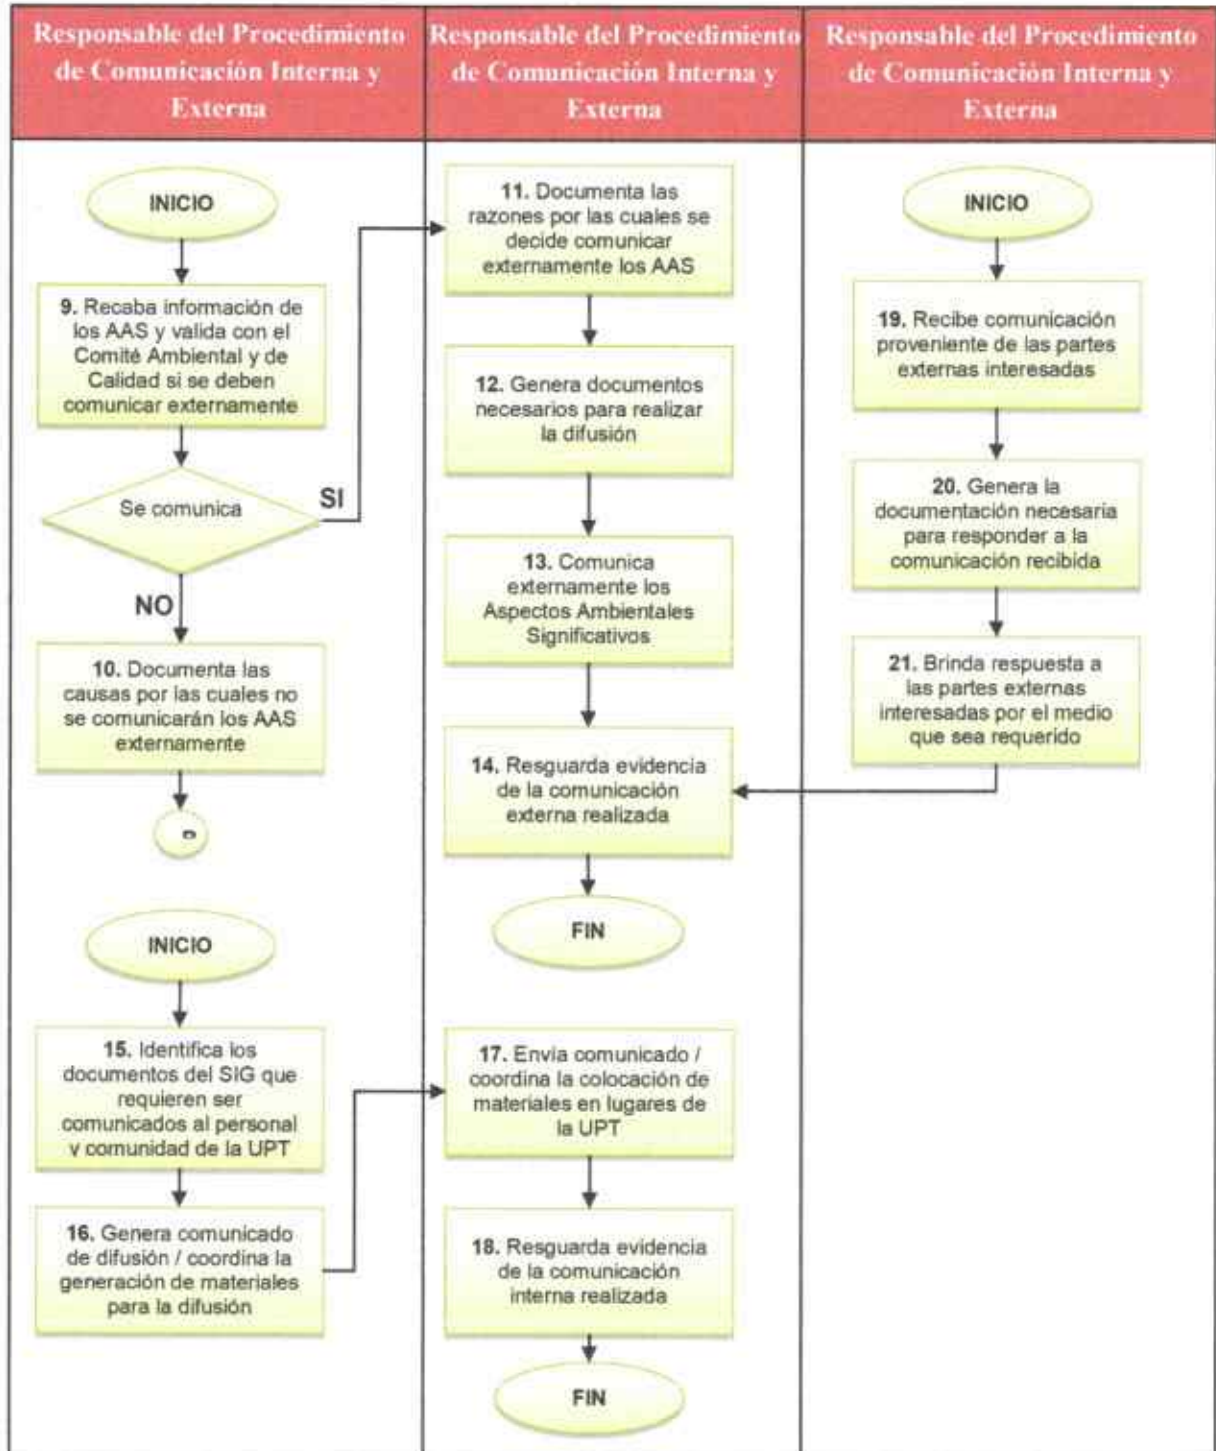 Responsable del Procedimiento
de Comunicación Interna y
Externa
Responsable del Procedimiento
de Comunicación Interna y
Externa
Responsable del Procedimiento
de Comunicación Interna y
Externa
INICIO
9. Recaba información de
los AAS y valida con el
Comité Ambiental y de
Calidad si se deben
comunicar externamente
Se comunica
SI
NO
10. Documenta las
causas por las cuales no
se comunicarán los AAS
externamente
INICIO
15. Identifica los
documentos del SIG que
requieren ser
comunicados al personal
y comunidad de la UPT
16. Genera comunicado
de difusión / coordina la
generación de materiales
para la difusión
11. Documenta las
razones por las cuales se
decide comunicar
externamente los AAS
12. Genera documentos
necesarios para realizar
la difusión
13. Comunica
externamente los
Aspectos Ambientales
Significativos
14. Resguarda evidencia
de la comunicación
externa realizada
FIN
17. Envía comunicado /
coordina la colocación de
materiales en lugares de
la UPT
18. Resguarda evidencia
de la comunicación
interna realizada
FIN
INICIO
19. Recibe comunicación
proveniente de las partes
externas interesadas
20. Genera la
documentación necesaria
para responder a la
comunicación recibida
21. Brinda respuesta a
las partes externas
interesadas por el medio
que sea requerido